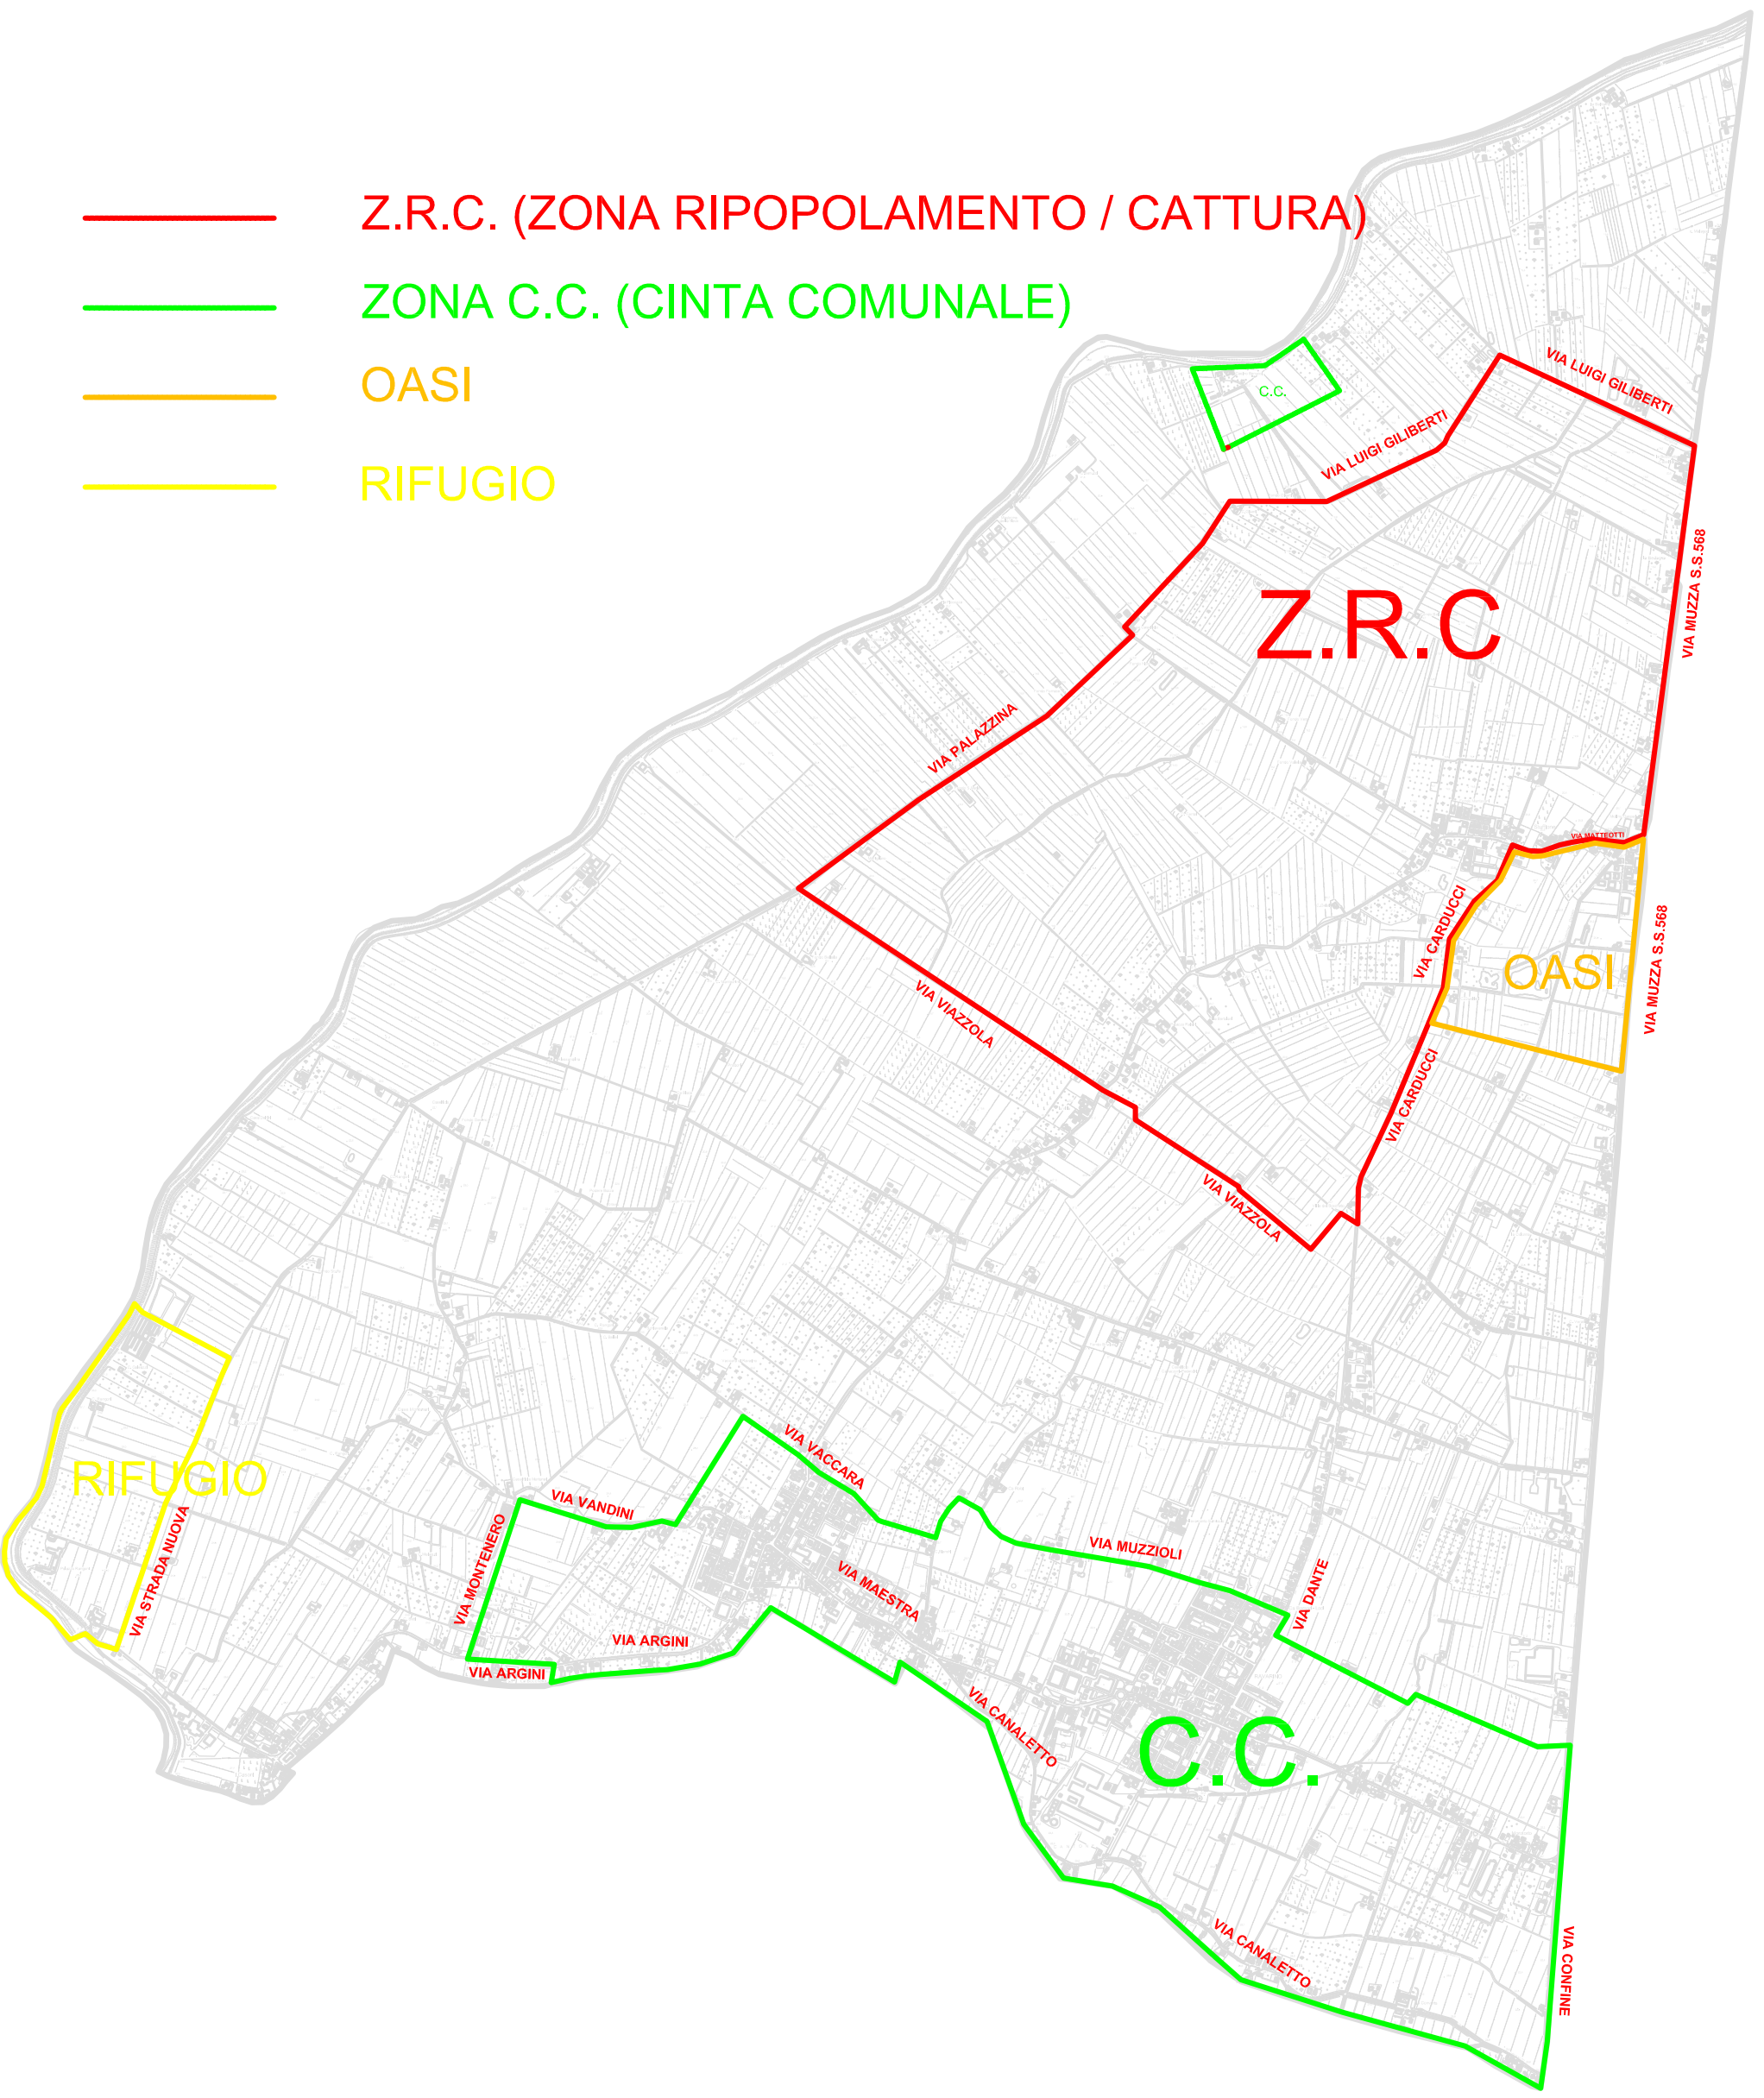 Z.R.C. (ZONA RIPOPOLAMENTO / CATTURA)
ZONA C.C. (CINTA COMUNALE)
OASI
RIFUGIO
VIA LUIGI GILIBERTI
C.C.
VIA LUIGI GILIBERTI
VIA MUZZA S.S.568
Z.R.C
VIA PALAZZINA
VIA MATTEOTTI
VIA CARDUCCI
OASI
VIA MUZZA S.S.568
VIA VIAZZOLA
VIA CARDUCCI
VIA VIAZZOLA
RIFUGIO
VIA STRADA NUOVA
VIA VACCARA
VIA VANDINI
VIA MONTENERO
VIA MUZZIOLI
VIA MAESTRA
VIA DANTE
VIA ARGINI
VIA ARGINI
VIA CANALETTO
C.C.
VIA CANALETTO
VIA CONFINE